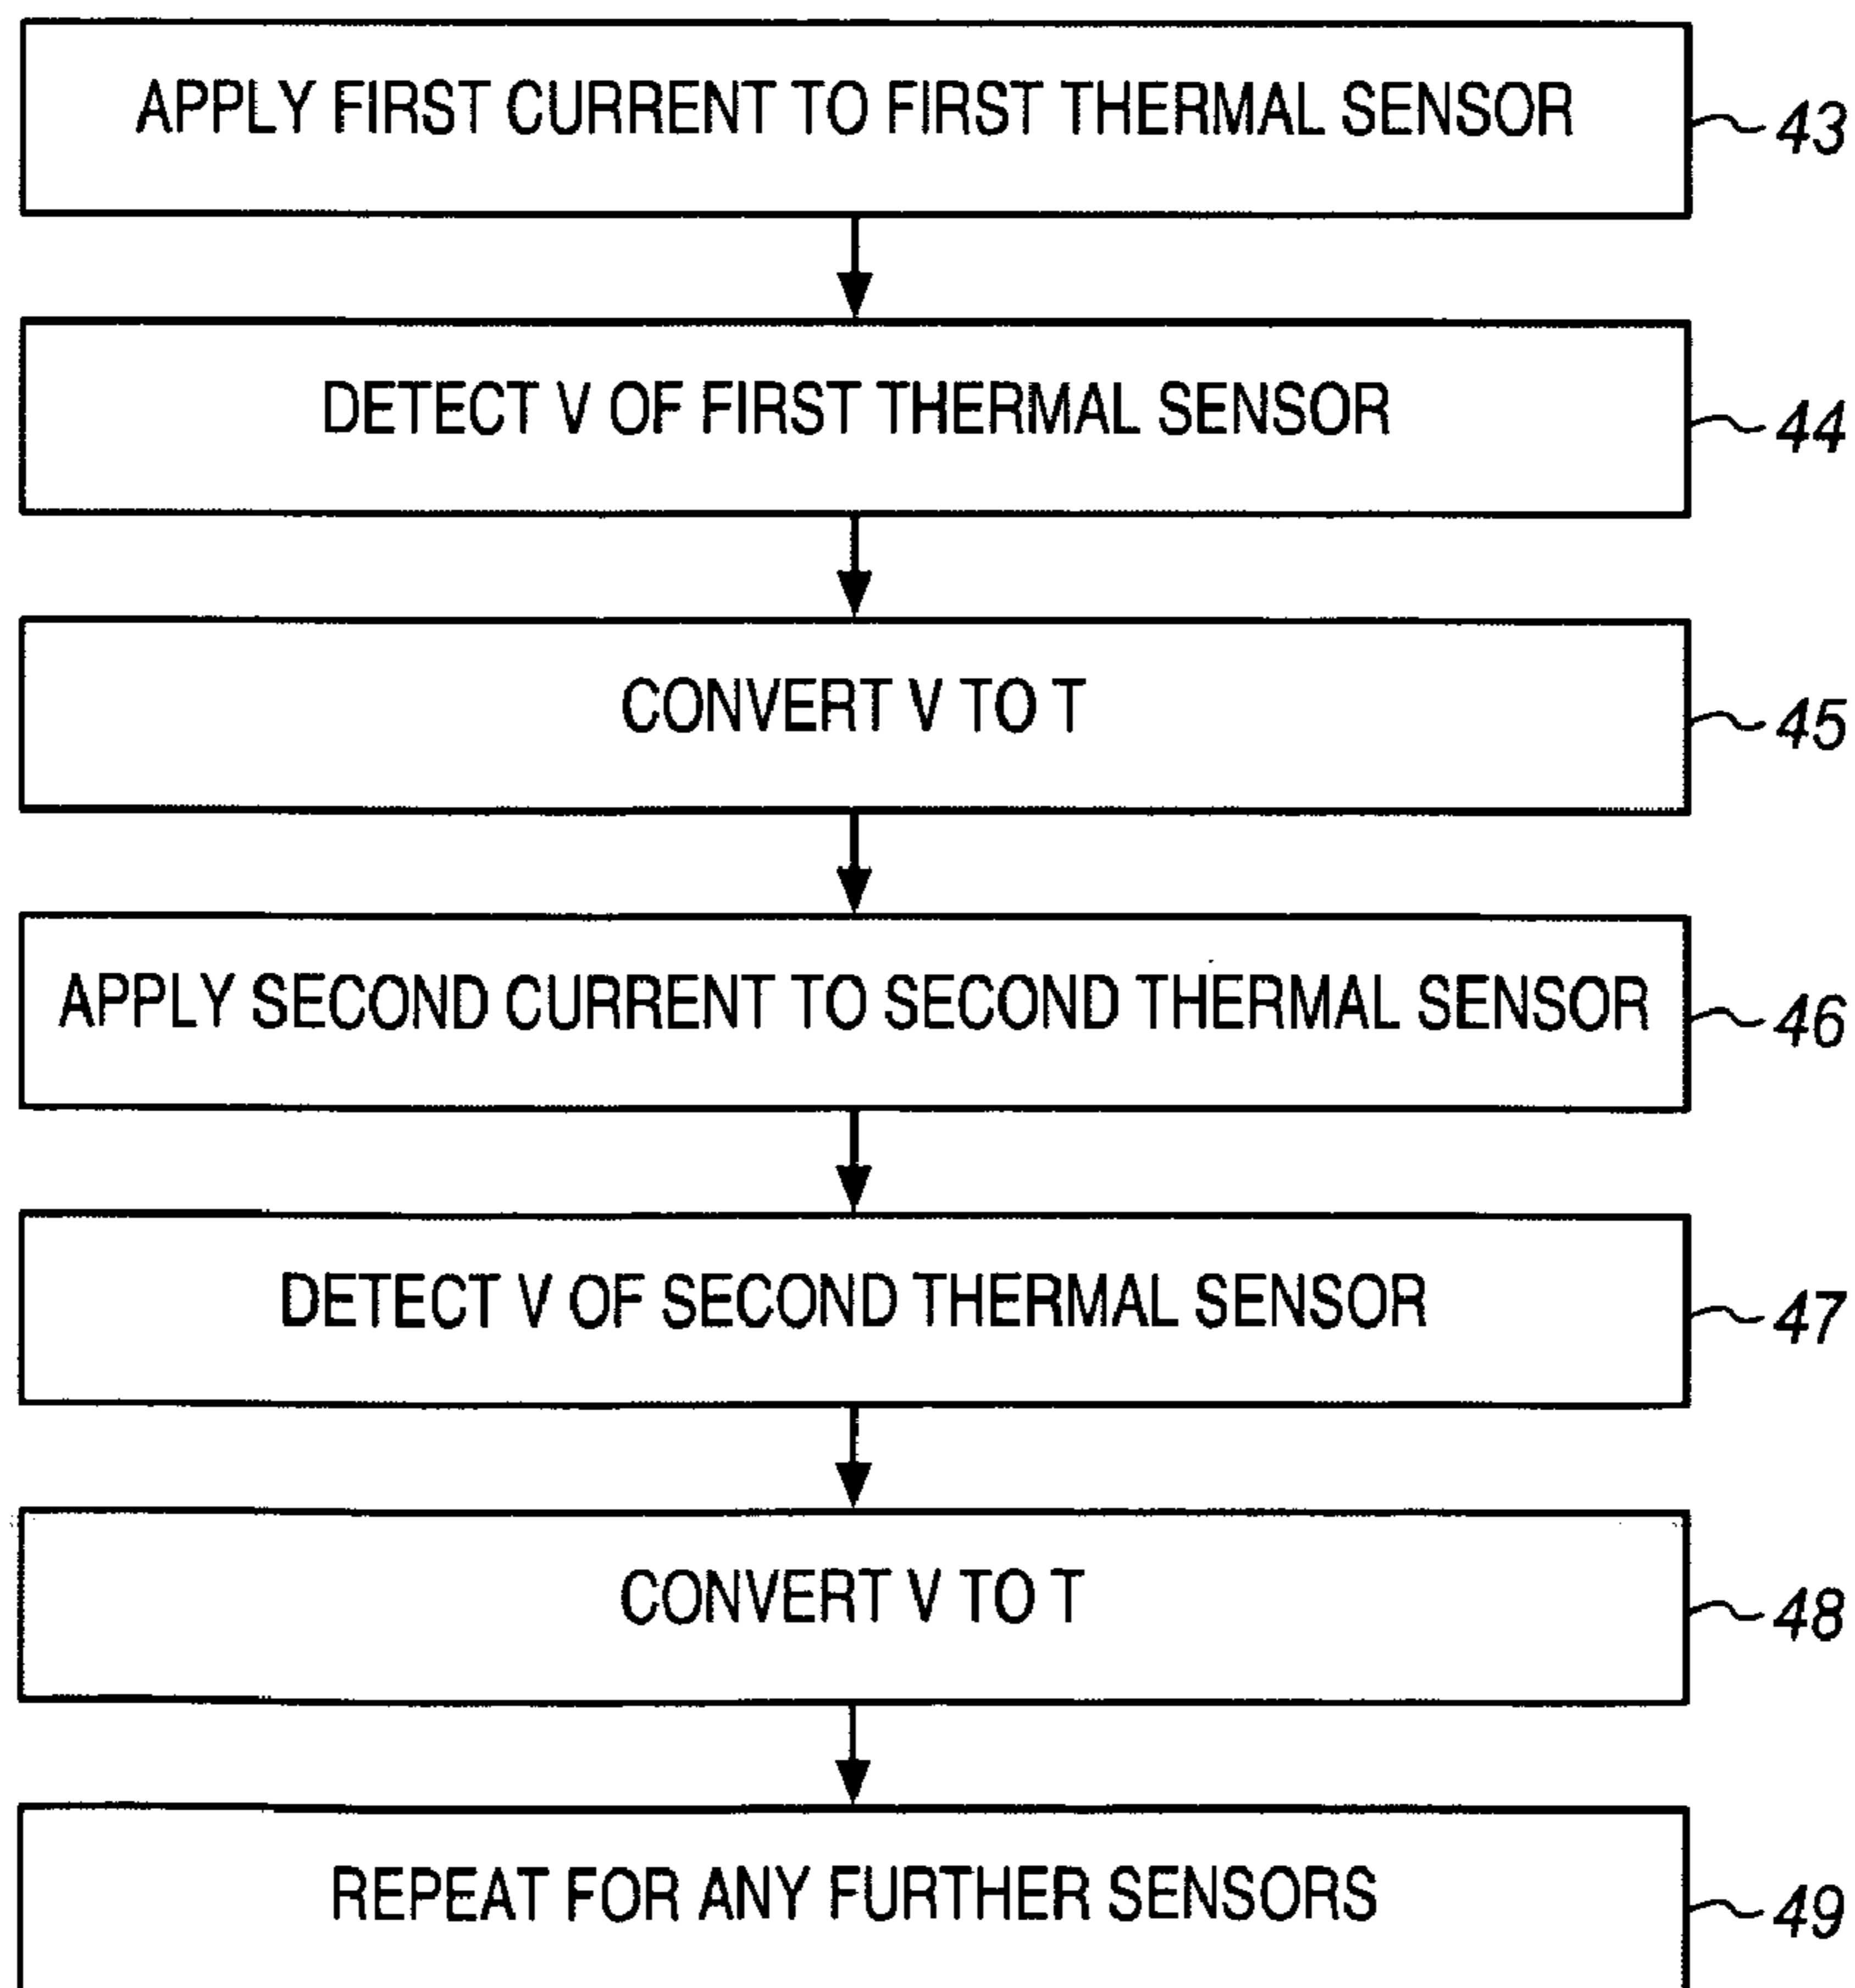 APPLY FIRST CURRENT TO FIRST THERMAL SENSOR 43
DETECT V OF FIRST THERMAL SENSOR 44
CONVERT V TO T 45
APPLY SECOND CURRENT TO SECOND THERMAL SENSOR 46
DETECT V OF SECOND THERMAL SENSOR 47
CONVERT V TO T 48
REPEAT FOR ANY FURTHER SENSORS 49